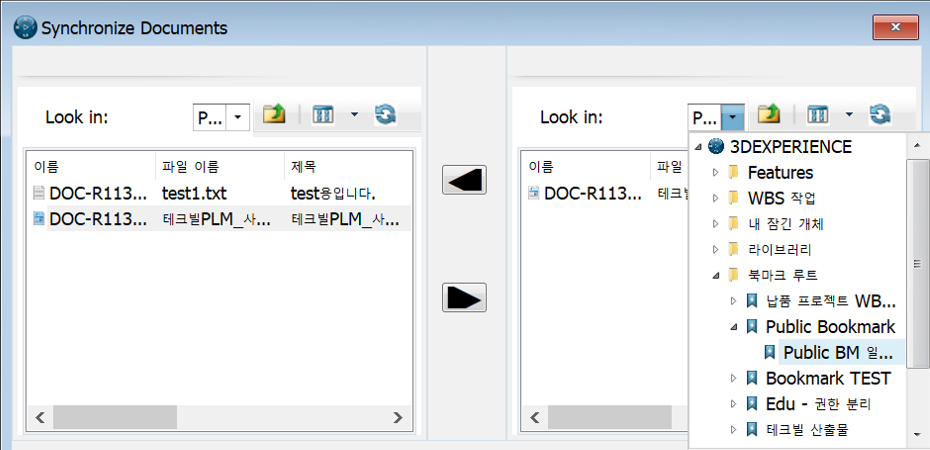 Synchronize Documents
Look in:
P...
이름 파일 이름 제목
DOC-R113... test1.txt test용입니다.
DOC-R113... 테크빌PLM_사... 테크빌PLM_사...
Look in:
P...
이름 파일
DOC-R113... 테크빌
3DEXPERIENCE
Features
WBS 작업
내 잠긴 개체
라이브러리
북마크 루트
납품 프로젝트 WB...
Public Bookmark
Public BM 일...
Bookmark TEST
Edu - 권한 분리
테크빌 산출물